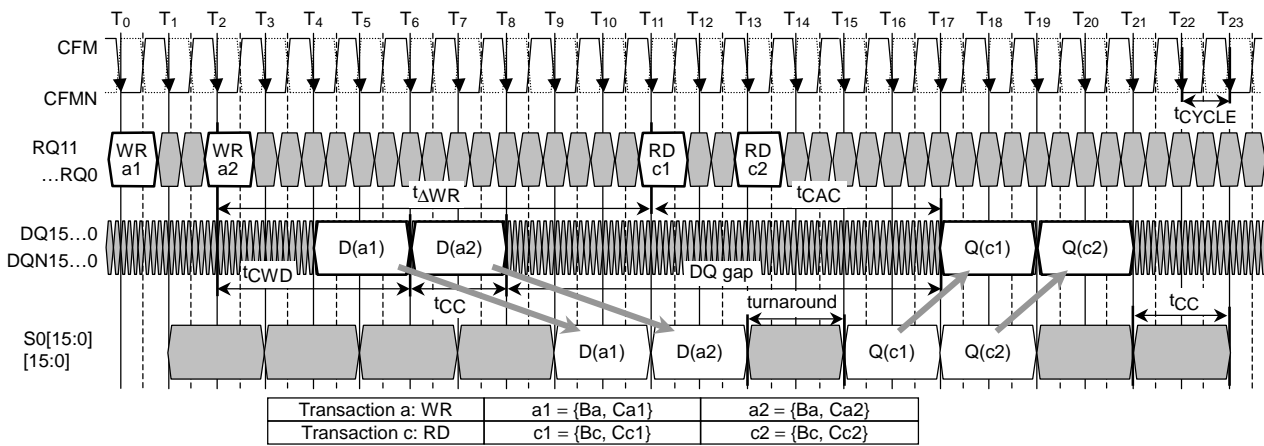 T0 T1 T2 T3 T4 T5 T6 T7 T8 T9 T10 T11 T12 T13 T14 T15 T16 T17 T18 T19 T20 T21 T22 T23
CFM
CFMN
tCYCLE
RQ11
…RQ0
WR a1
WR a2
RD c1
RD c2
tΔWR
tCAC
DQ15…0
DQN15…0
D(a1)
D(a2)
Q(c1)
Q(c2)
tCWD
tCC
DQ gap
turnaround
tCC
S0[15:0]
[15:0]
D(a1)
D(a2)
Q(c1)
Q(c2)
Transaction a: WR a1 = {Ba, Ca1} a2 = {Ba, Ca2}
Transaction c: RD c1 = {Bc, Cc1} c2 = {Bc, Cc2}